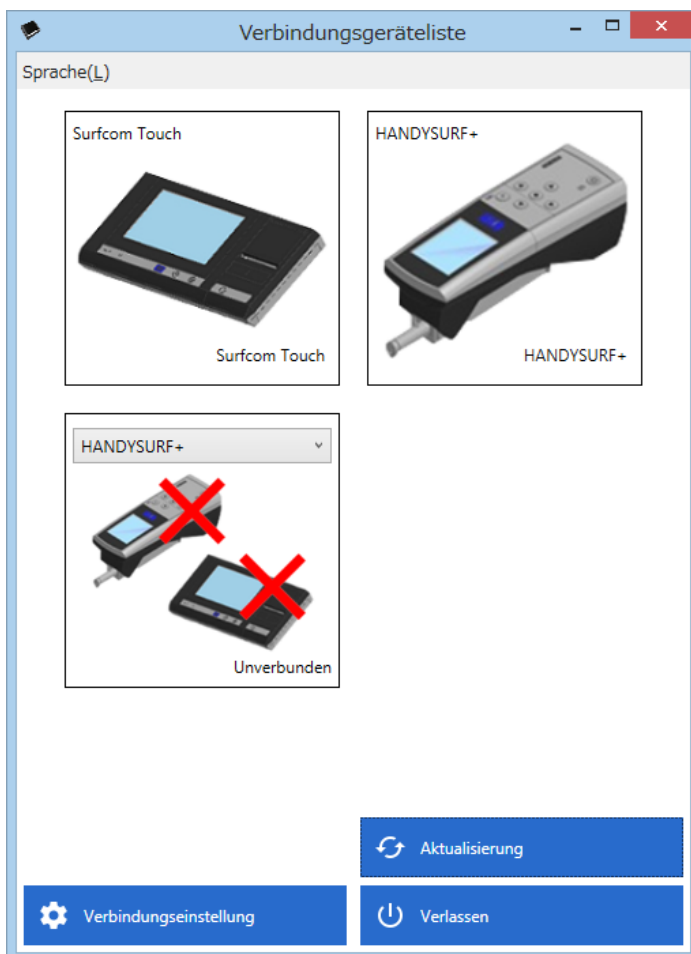 Verbindungsgeräteliste
Sprache(L)
Surfcom Touch
HANDYSURF+
Surfcom Touch
HANDYSURF+
HANDYSURF+
Unverbunden
Aktualisierung
Verbindungseinstellung
Verlassen